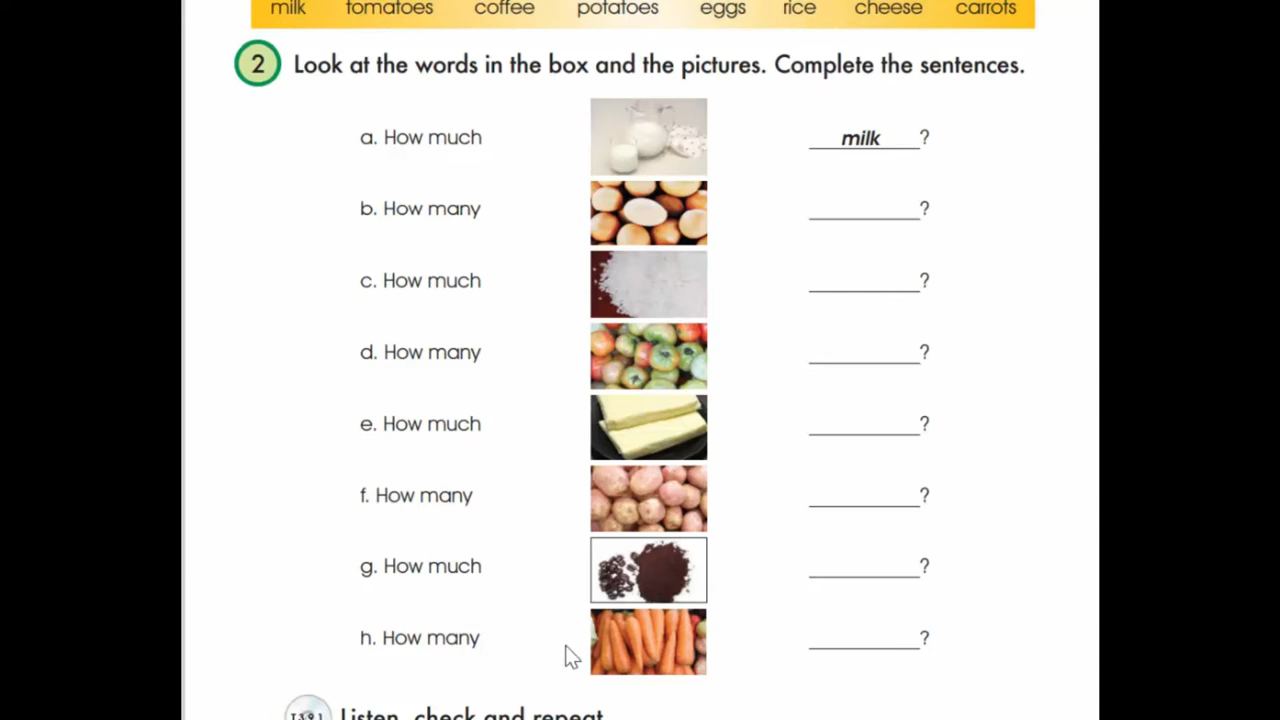 milk tomatoes coffee potatoes eggs rice cheese carrots
2 Look at the words in the box and the pictures. Complete the sentences.
a. How much milk?
b. How many ?
c. How much ?
d. How many ?
e. How much ?
f. How many ?
g. How much ?
h. How many ?
Listen, check and repeat.